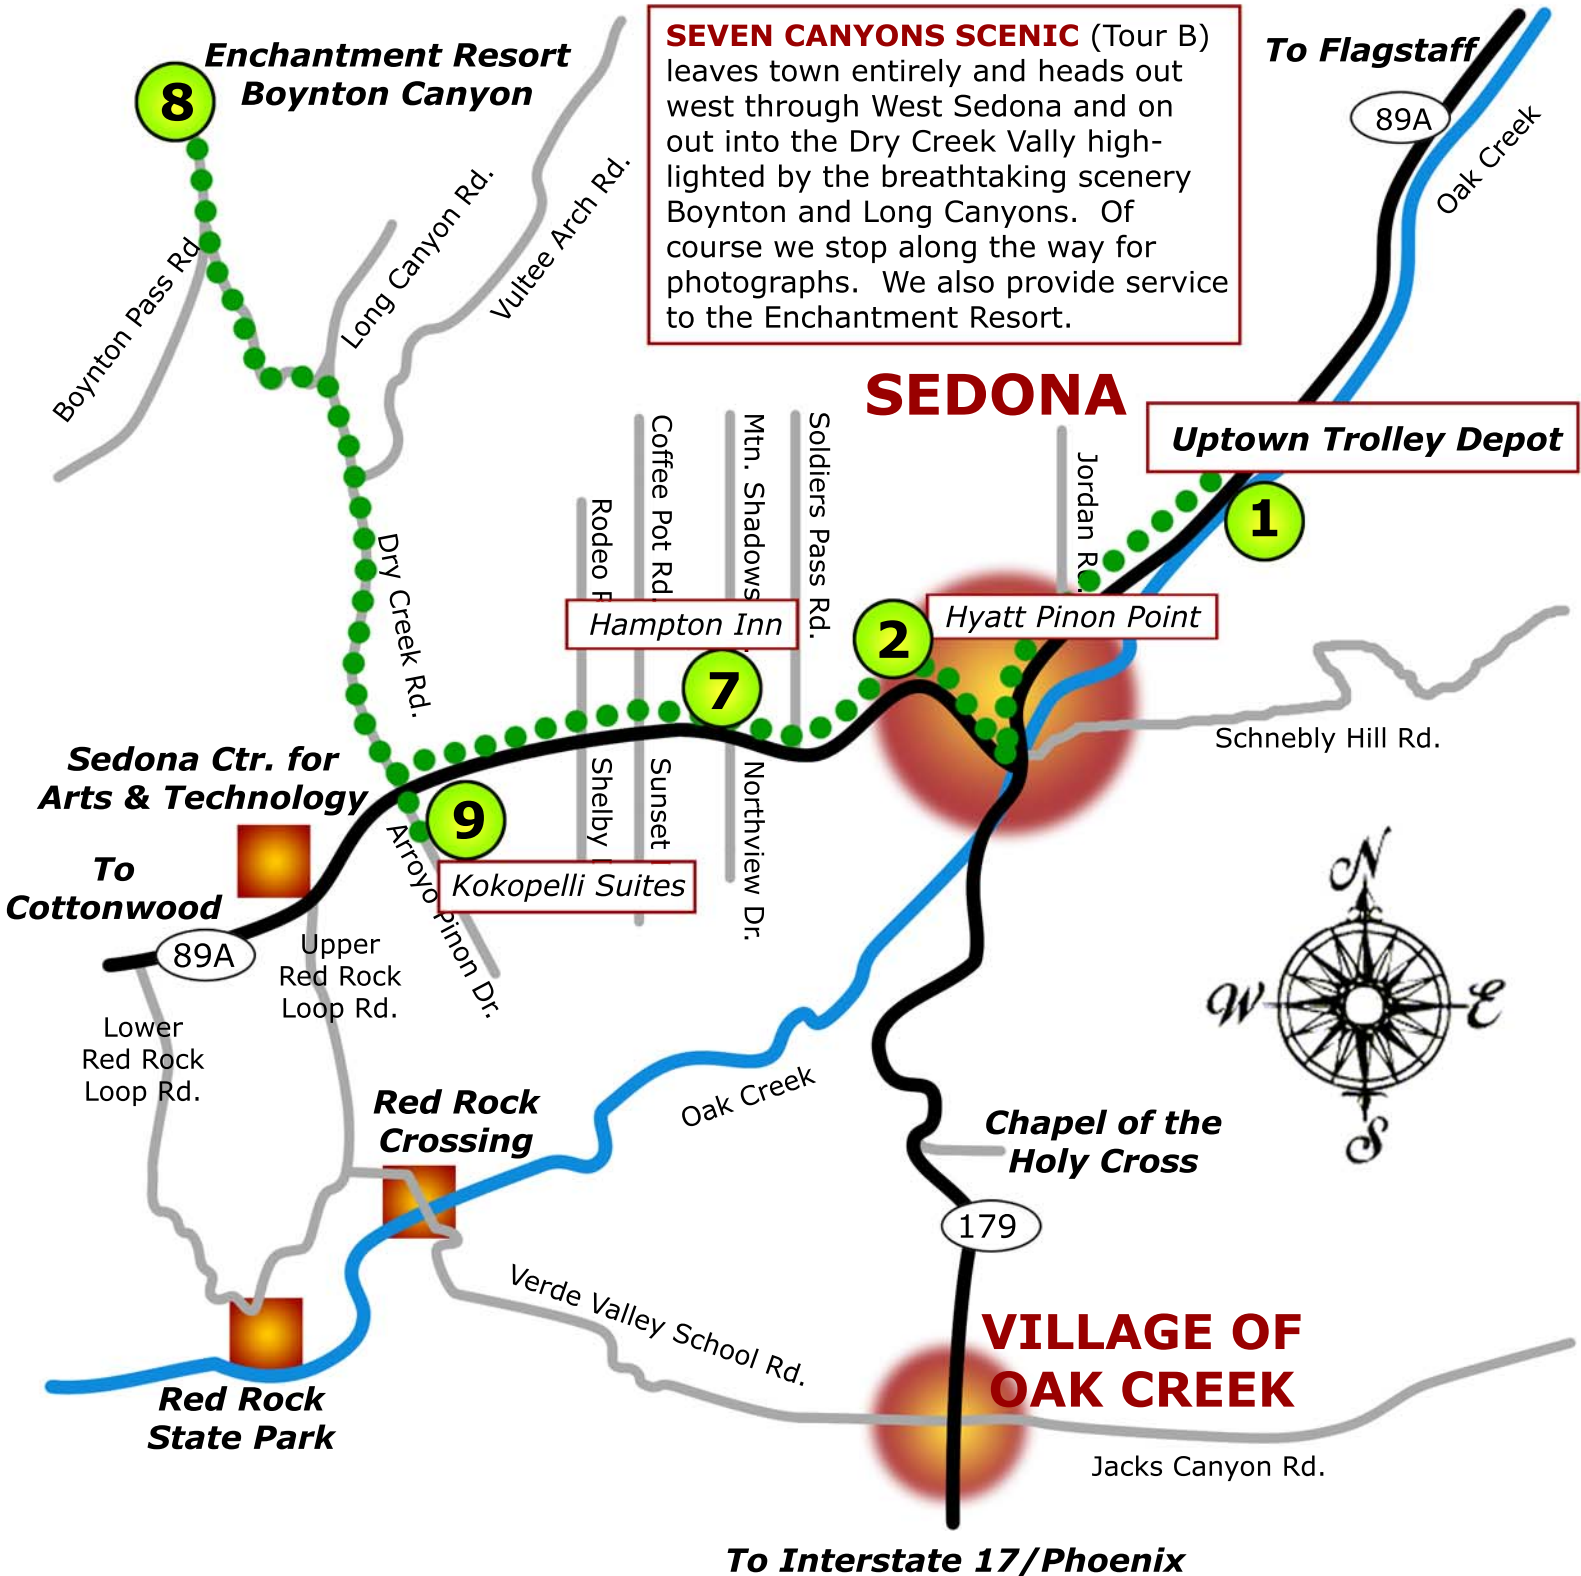 Enchantment Resort
Boynton Canyon
8
SEVEN CANYONS SCENIC (Tour B)
leaves town entirely and heads out
west through West Sedona and on
out into the Dry Creek Vally high-
lighted by the breathtaking scenery
Boynton and Long Canyons. Of
course we stop along the way for
photographs. We also provide service
to the Enchantment Resort.
To Flagstaff
89A
Oak Creek
Boynton Pass Rd
Long Canyon Rd.
Vultee Arch Rd.
SEDONA
Uptown Trolley Depot
1
Jordan Rd.
Rodeo R
Coffee Pot Rd.
Mtn. Shadows
Soldiers Pass Rd.
Dry Creek Rd.
Hampton Inn
7
2
Hyatt Pinon Point
Schnebly Hill Rd.
Sedona Ctr. for
Arts & Technology
9
Kokopelli Suites
Shelby
Sunset
Northview Dr.
Arroyo Pinon Dr.
To
Cottonwood
89A
Upper
Red Rock
Loop Rd.
Lower
Red Rock
Loop Rd.
N
W
E
S
Red Rock
Crossing
Oak Creek
Chapel of the
Holy Cross
179
Verde Valley School Rd.
VILLAGE OF
OAK CREEK
Red Rock
State Park
Jacks Canyon Rd.
To Interstate 17/Phoenix